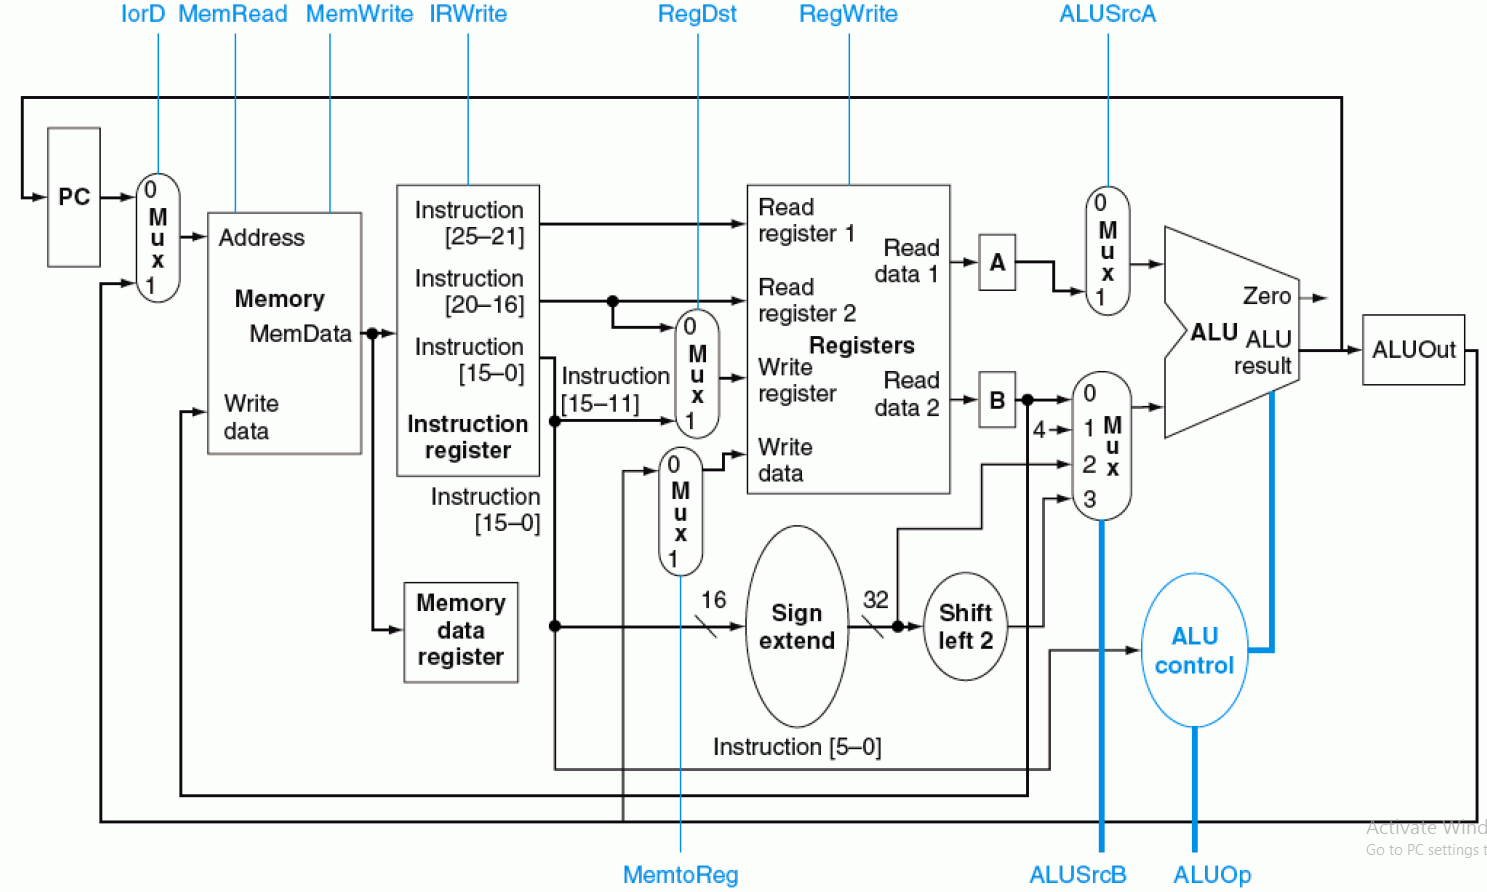 IorD MemRead MemWrite IRWrite RegDst RegWrite ALUSrcA
PC
0
M
u
x
1
Address
Memory
MemData
Write
data
Instruction
[25–21]
Instruction
[20–16]
Instruction
[15–0]
Instruction
register
Instruction
[15–0]
Memory
data
register
Instruction
[15–11]
0
M
u
x
1
0
M
u
x
1
Read
register 1
Read
register 2
Registers
Write
register
Write
data
Read
data 1
Read
data 2
A
B
4
0
M
u
x
1
0
1 M
u
2 x
3
Zero
ALU ALU
result
ALUOut
16
Sign
extend
32
Shift
left 2
ALU
control
Instruction [5–0]
MemtoReg ALUSrcB ALUOp
Activate Wind
Go to PC settings t